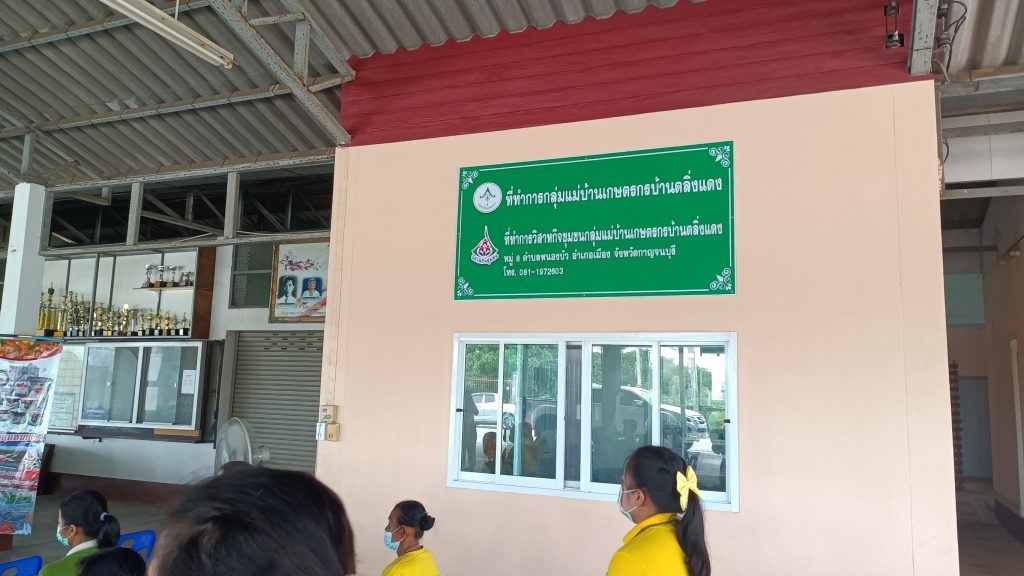 ที่ทำการกลุ่มแม่บ้านเกษตรกรบ้านตลิ่งแดง
ที่ทำการวิสาหกิจชุมชนกลุ่มแม่บ้านเกษตรกรบ้านตลิ่งแดง
หมู่ 8 ตำบลหนองบัว อำเภอเมือง จังหวัดกาญจนบุรี
โทร. 081-1972603